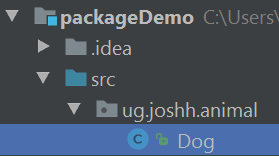 packageDemo C:\Users\
.idea
src
ug.joshh.animal
C Dog